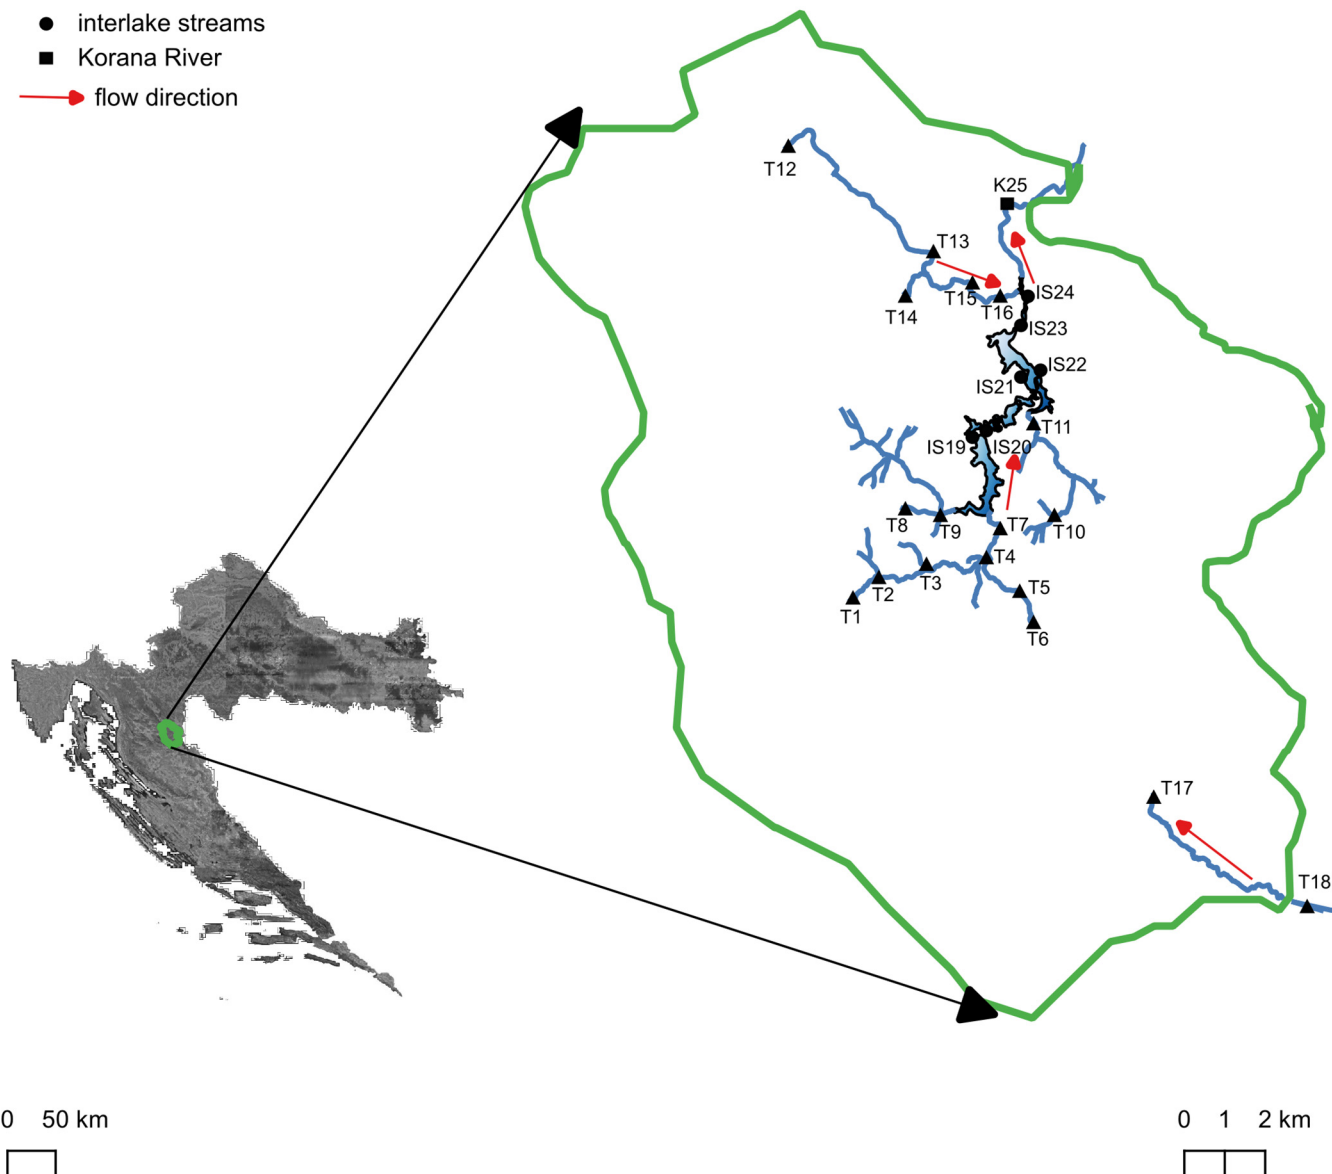 interlake streams
Korana River
flow direction
T12
K25
T13
T15
IS24
T14
T16
IS23
IS22
IS21
T11
IS19
IS20
T8
T9
T7
T10
T4
T3
T2
T5
T1
T6
T17
T18
0 50 km
0 1 2 km